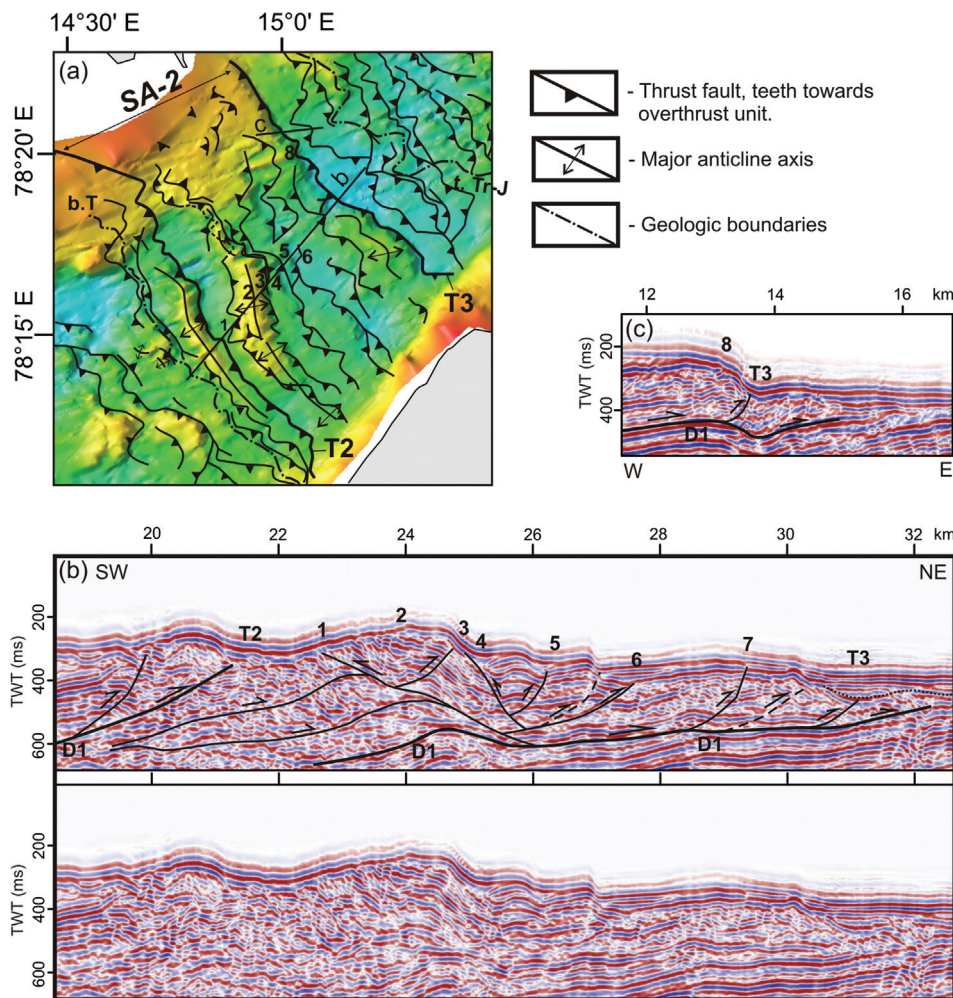 14°30' E 15°0' E
(a)
SA-2
78°20' E
78°15' E
C
8
b
t. Tr-J
b.T
5
6
3
4
2
1
T3
T2
- Thrust fault, teeth towards
overthrust unit.
- Major anticline axis
- Geologic boundaries
12 14 16 km
(c)
TWT (ms)
200
400
8
T3
D1
W E
20 22 24 26 28 30 32 km
(b) SW NE
TWT (ms)
200
400
600
T2 1 2 3 4 5 6 7 T3
D1 D1 D1
TWT (ms)
200
400
600